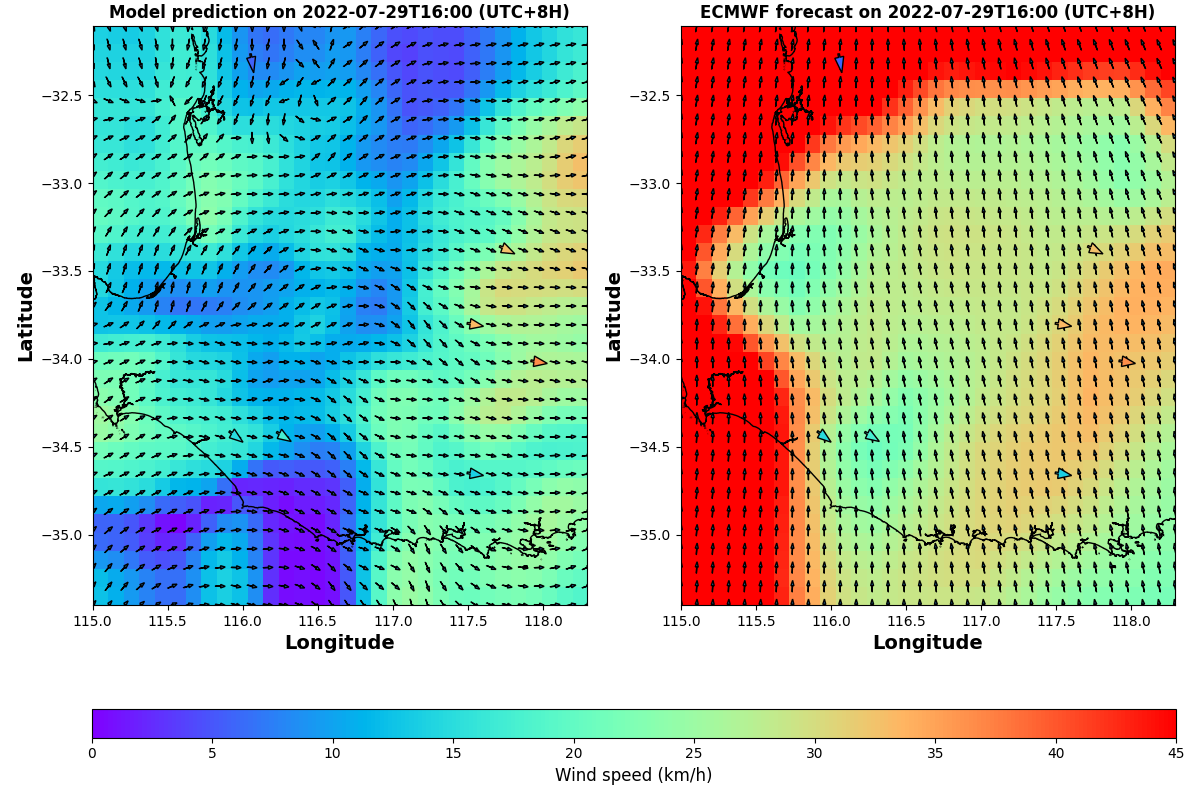 Model prediction on 2022-07-29T16:00 (UTC+8H)
ECMWF forecast on 2022-07-29T16:00 (UTC+8H)
−32.5
−33.0
−33.5
−34.0
−34.5
−35.0
Latitude
115.0 115.5 116.0 116.5 117.0 117.5 118.0
Longitude
−32.5
−33.0
−33.5
−34.0
−34.5
−35.0
Latitude
115.0 115.5 116.0 116.5 117.0 117.5 118.0
Longitude
0 5 10 15 20 25 30 35 40 45
Wind speed (km/h)